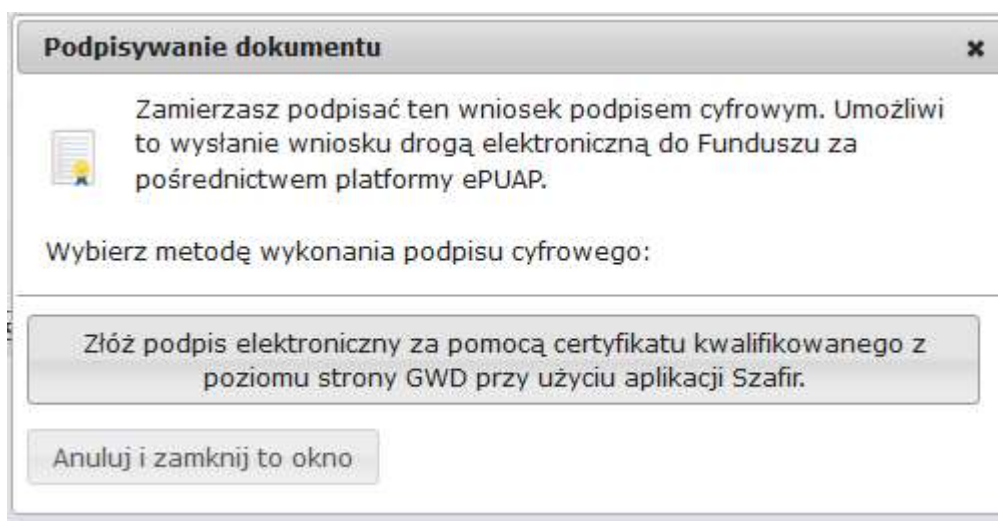 Podpisywanie dokumentu
Zamierzasz podpisać ten wniosek podpisem cyfrowym. Umożliwi
to wysłanie wniosku drogą elektroniczną do Funduszu za
pośrednictwem platformy ePUAP.
Wybierz metodę wykonania podpisu cyfrowego:
Złóż podpis elektroniczny za pomocą certyfikatu kwalifikowanego z
poziomu strony GWD przy użyciu aplikacji Szafir.
Anuluj i zamknij to okno